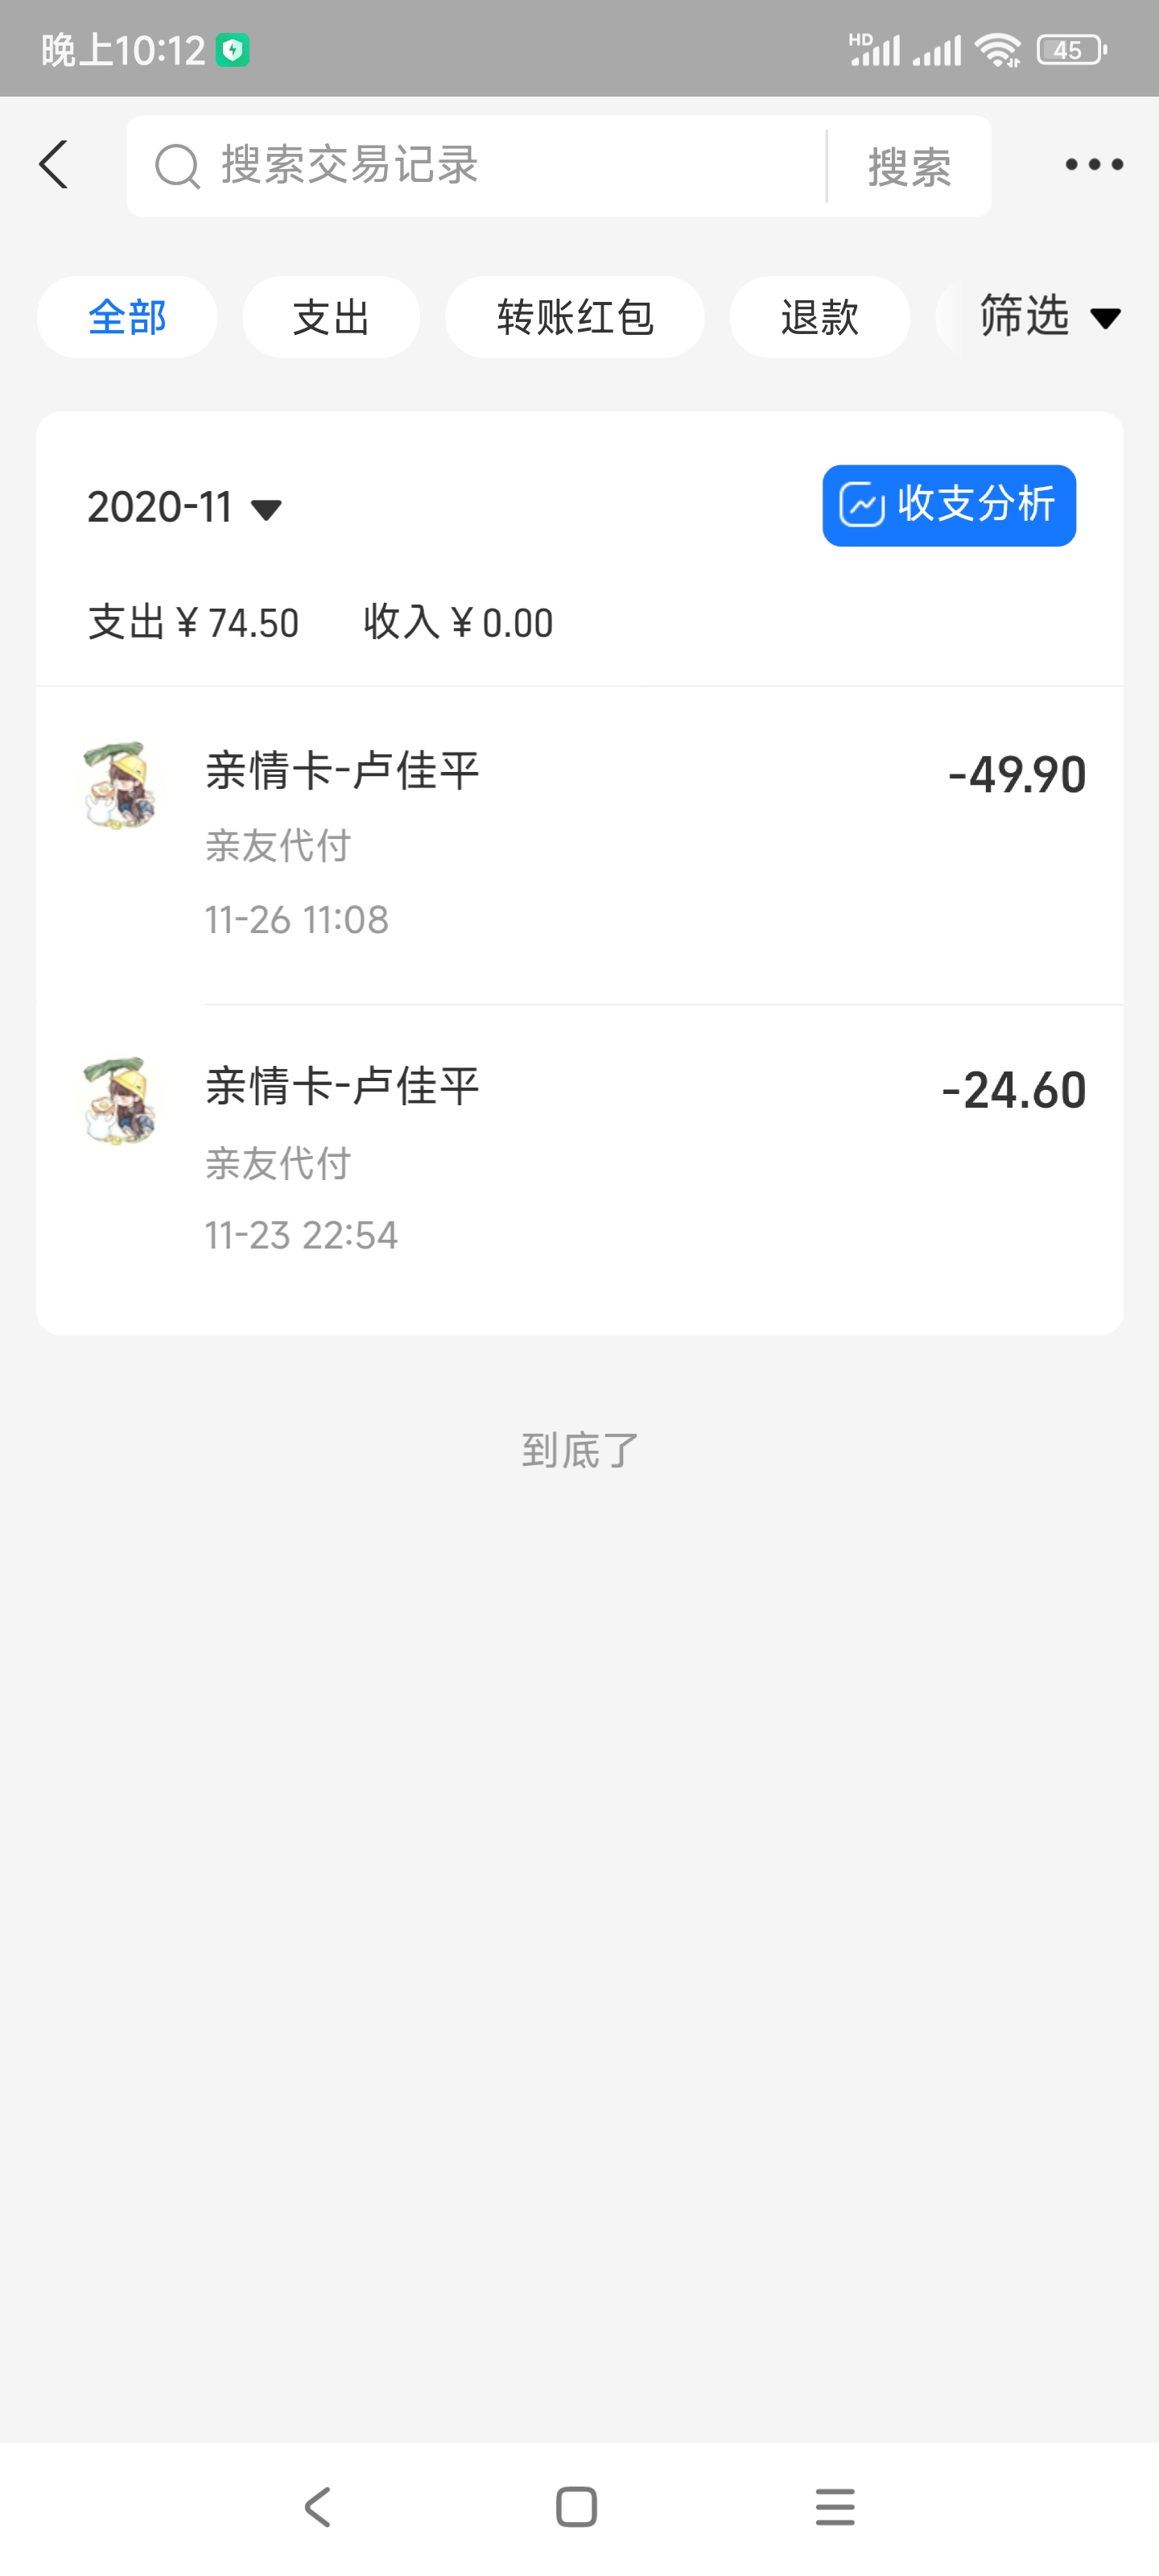 晚上10:12
HD
45
搜索交易记录
搜索
全部
支出
转账红包
退款
筛选
2020-11
收支分析
支出¥74.50 收入¥0.00
亲情卡-卢佳平
-49.90
亲友代付
11-26 11:08
亲情卡-卢佳平
-24.60
亲友代付
11-23 22:54
到底了